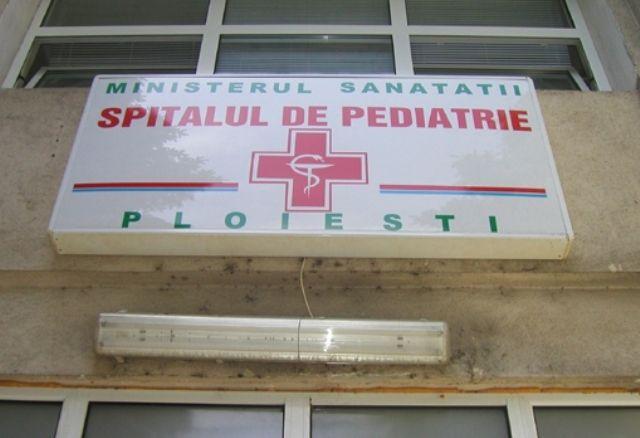 MINISTERUL SANATATII
SPITALUL DE PEDIATRIE
PLOIESTI